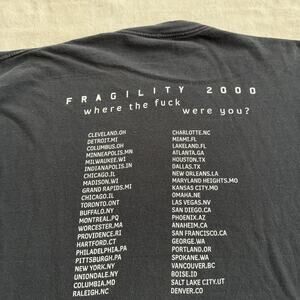 FRAGILITY 2000
where the fuck were you?
CLEVELAND.OH
DETROIT.MI
COLUMBUS.OH
MINNEAPOLIS.MN
MILWAUKEE.WI
INDIANAPOLIS.IN
CHICAGO.IL
MADISON.WI
GRAND RAPIDS.MI
CHICAGO.IL
TORONTO.ONT
BUFFALO.NY
MONTREAL.PQ
WORCESTER.MA
PROVIDENCE.RI
HARTFORD.CT
PHILADELPHIA.PA
PITTSBURGH.PA
NEW YORK.NY
UNIONDALE.NY
COLUMBIA.MD
RALEIGH.NC
CHARLOTTE.NC
MIAMI.FL
LAKELAND.FL
ATLANTA.GA
HOUSTON.TX
DALLAS.TX
NEW ORLEANS.LA
MARYLAND HEIGHTS.MO
KANSAS CITY.MO
OMAHA.NE
LAS VEGAS.NV
SAN DIEGO.CA
PHOENIX.AZ
ANAHEIM.CA
SAN FRANCISCO.CA
GEORGE.WA
PORTLAND.OR
SPOKANE.WA
VANCOUVER.BC
BOISE.ID
SALT LAKE CITY.UT
DENVER.CO